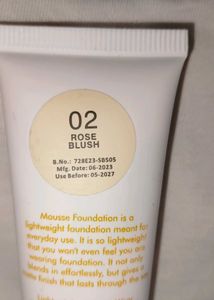 02
ROSE
BLUSH
B.No.: 728E23-SB505
Mfg. Date: 06-2023
Use Before: 05-2027
Mousse Foundation is a
lightweight foundation meant for
everyday use. It is so lightweight
that you won't even feel you are
wearing foundation. It not only
blends in effortlessly, but gives a
matte finish that lasts through the